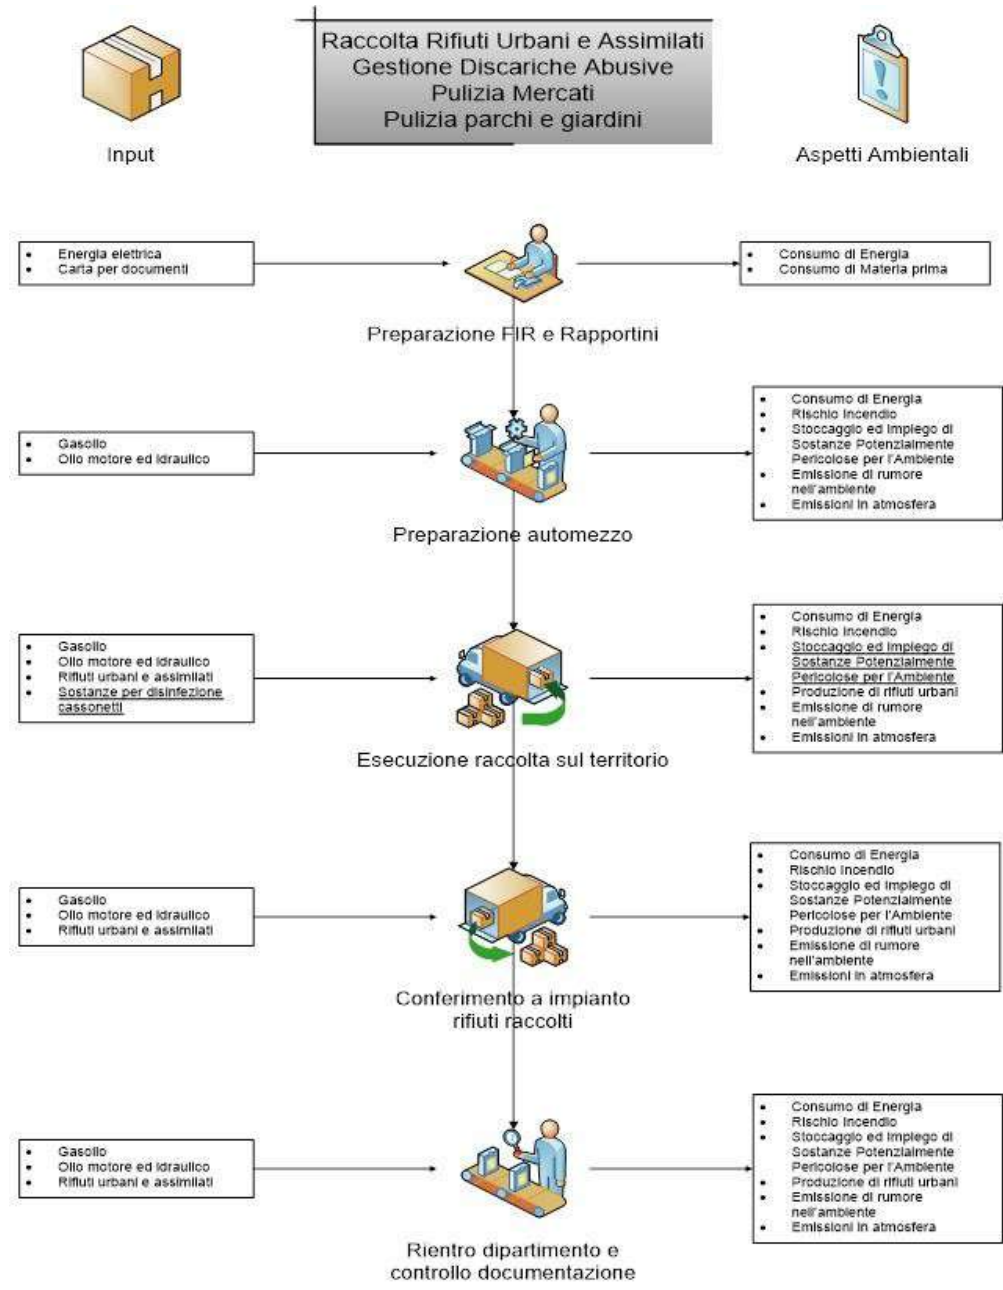 Raccolta Rifiuti Urbani e Assimilati
Gestione Discariche Abusive
Pulizia Mercati
Pulizia parchi e giardini
Input
Aspetti Ambientali
• Energia elettrica
• Carta per documenti
Preparazione FIR e Rapportini
• Consumo di Energia
• Consumo di Materia prima
• Gasolio
• Olio motore ed Idraulico
Preparazione automezzo
• Consumo di Energia
• Rischio Incendio
• Stoccaggio ed Impiego di
Sostanze Potenzialmente
Pericolose per l'Ambiente
• Emissione di rumore
nell'ambiente
• Emissioni in atmosfera
• Gasolio
• Olio motore ed Idraulico
• Rifiuti urbani e assimilati
• Sostanze per disinfezione
cassonetti
Esecuzione raccolta sul territorio
• Consumo di Energia
• Rischio Incendio
• Stoccaggio ed Impiego di
Sostanze Potenzialmente
Pericolose per l'Ambiente
• Produzione di rifiuti urbani
• Emissione di rumore
nell'ambiente
• Emissioni in atmosfera
• Gasolio
• Olio motore ed Idraulico
• Rifiuti urbani e assimilati
Conferimento a impianto
rifiuti raccolti
• Consumo di Energia
• Rischio Incendio
• Stoccaggio ed Impiego di
Sostanze Potenzialmente
Pericolose per l'Ambiente
• Produzione di rifiuti urbani
• Emissione di rumore
nell'ambiente
• Emissioni in atmosfera
• Gasolio
• Olio motore ed Idraulico
• Rifiuti urbani e assimilati
Rientro dipartimento e
controllo documentazione
• Consumo di Energia
• Rischio Incendio
• Stoccaggio ed Impiego di
Sostanze Potenzialmente
Pericolose per l'Ambiente
• Produzione di rifiuti urbani
• Emissione di rumore
nell'ambiente
• Emissioni in atmosfera